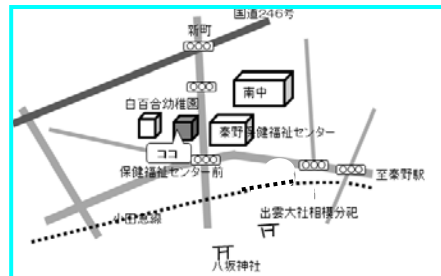 国道246号
新町
南中
白百合幼稚園
秦野保健福祉センター
ココ
保健福祉センター前
至秦野駅
小田急線
出雲大社相模分祀
八坂神社